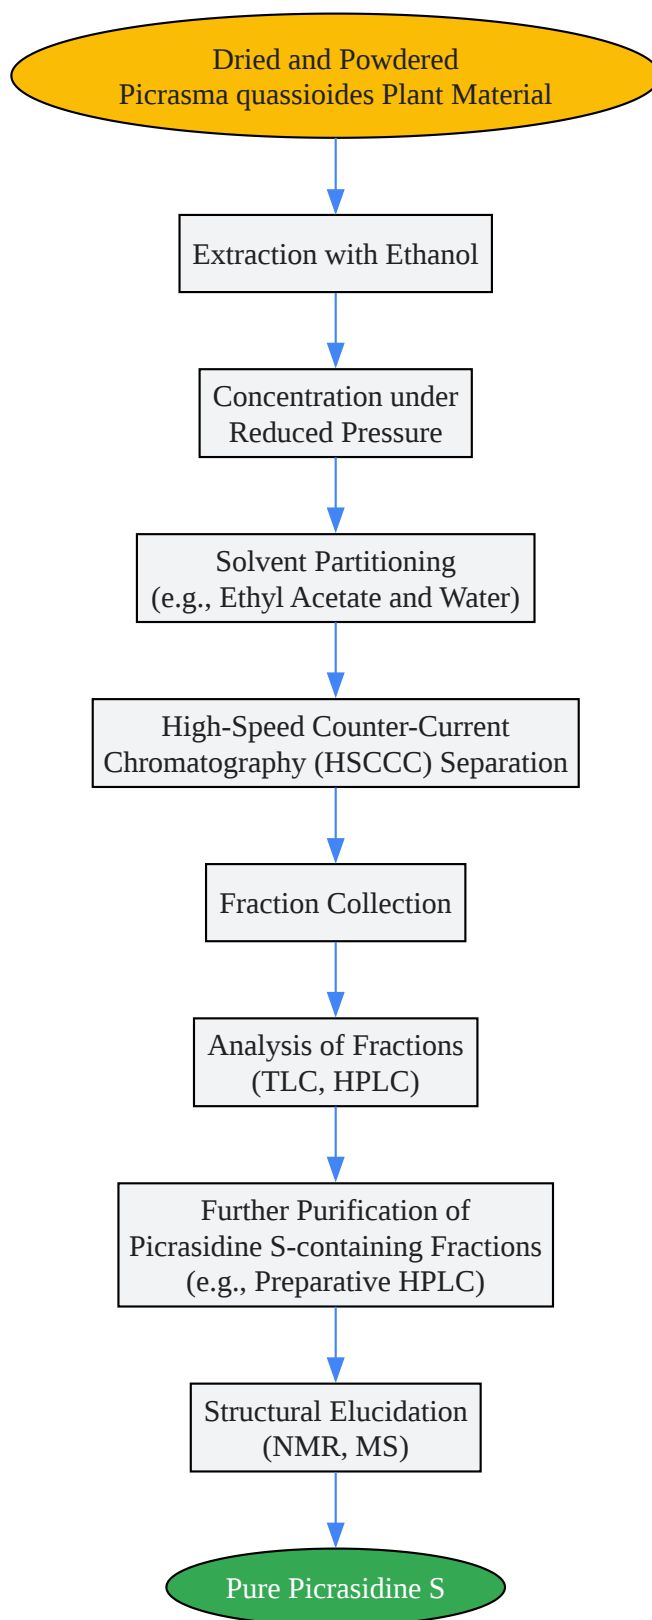 Dried and Powdered
Picrasma quassioides Plant Material
Extraction with Ethanol
Concentration under
Reduced Pressure
Solvent Partitioning
(e.g., Ethyl Acetate and Water)
High-Speed Counter-Current
Chromatography (HSCCC) Separation
Fraction Collection
Analysis of Fractions
(TLC, HPLC)
Further Purification of
Picrasidine S-containing Fractions
(e.g., Preparative HPLC)
Structural Elucidation
(NMR, MS)
Pure Picrasidine S